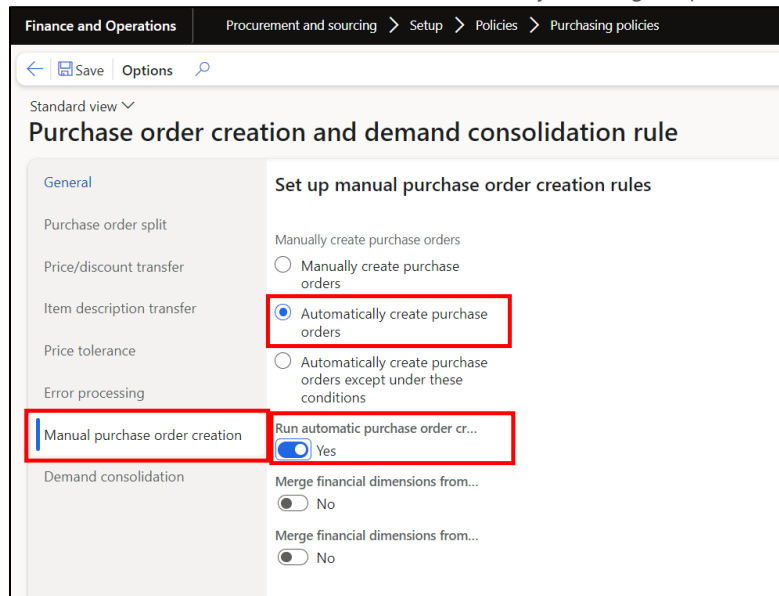 Finance and Operations
Procurement and sourcing > Setup > Policies > Purchasing policies
Save Options
Standard view
Purchase order creation and demand consolidation rule
General
Purchase order split
Price/discount transfer
Item description transfer
Price tolerance
Error processing
Manual purchase order creation
Demand consolidation
Set up manual purchase order creation rules
Manually create purchase orders
Manually create purchase
orders
Automatically create purchase
orders
Automatically create purchase
orders except under these
conditions
Run automatic purchase order cr...
Yes
Merge financial dimensions from...
No
Merge financial dimensions from...
No